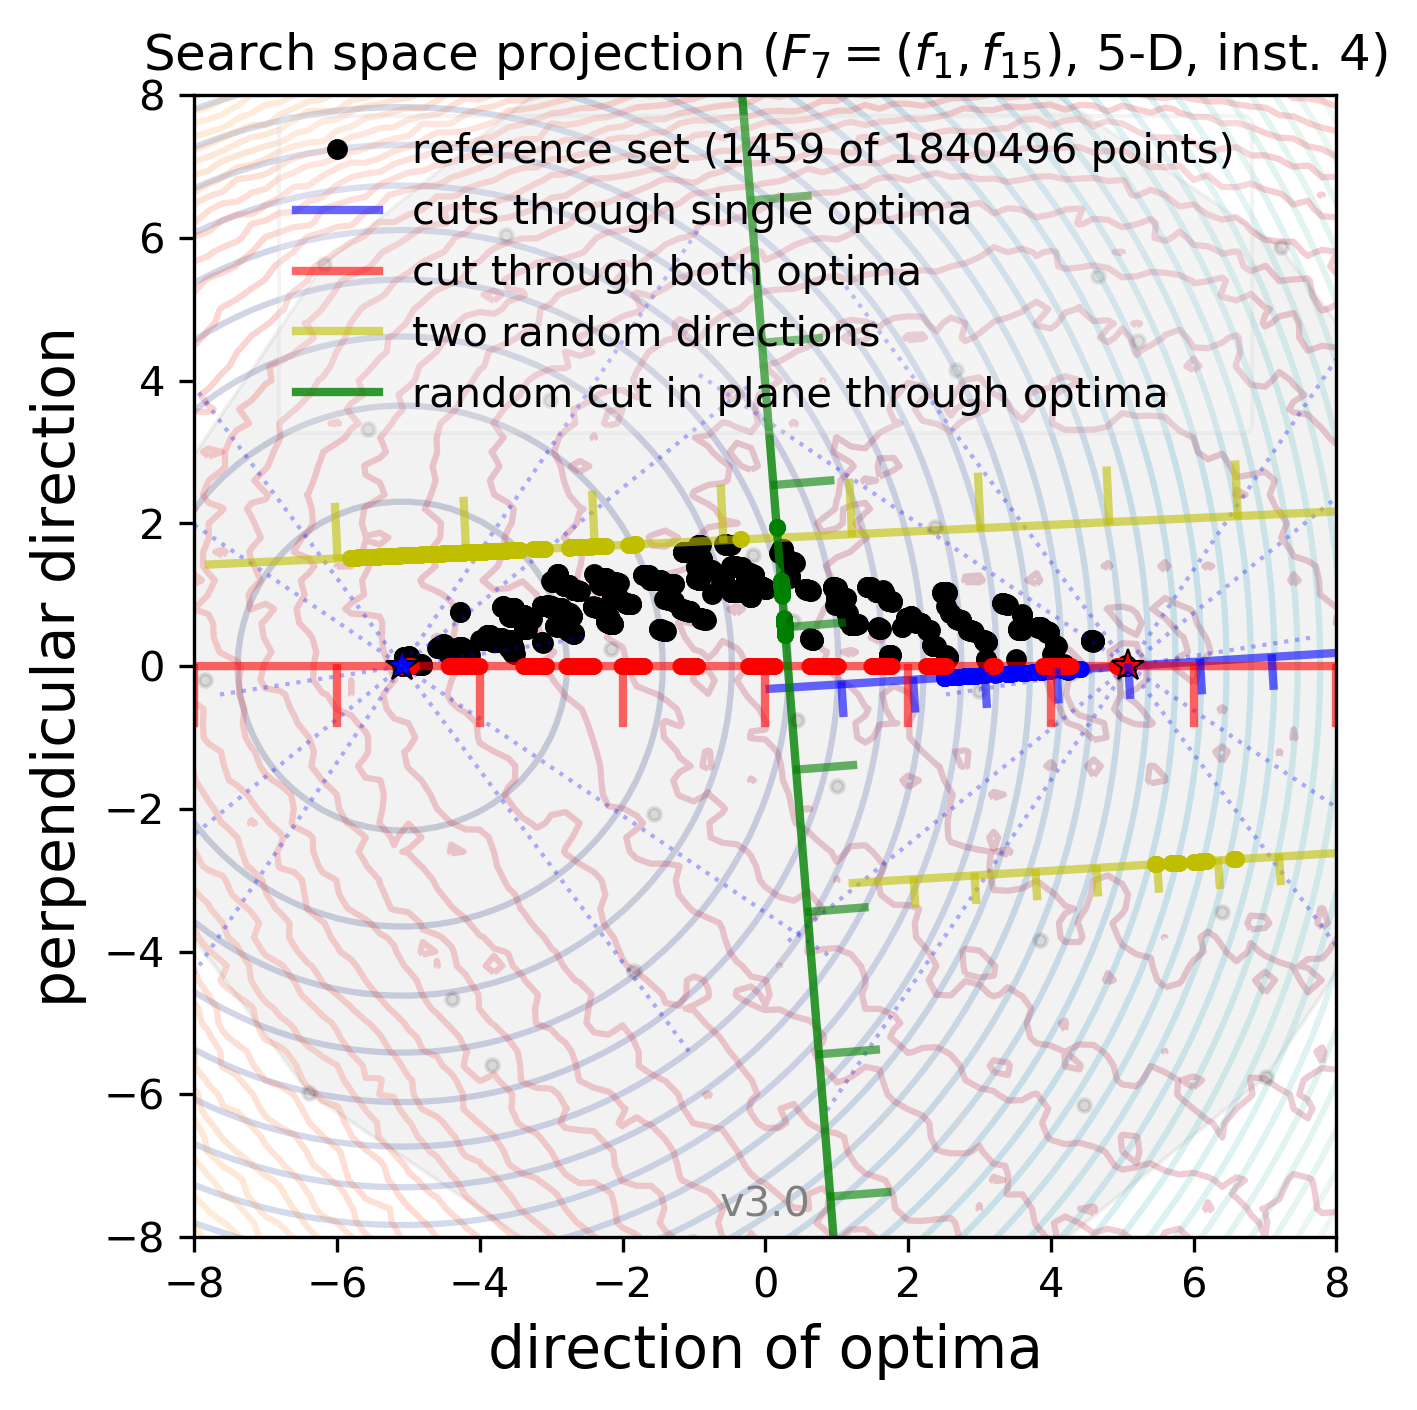 Search space projection (F₇ = (f₁, f₁₅), 5-D, inst. 4)
reference set (1459 of 1840496 points)
cuts through single optima
cut through both optima
two random directions
random cut in plane through optima
perpendicular direction
8
6
4
2
0
−2
−4
−6
−8
v3.0
−8 −6 −4 −2 0 2 4 6 8
direction of optima